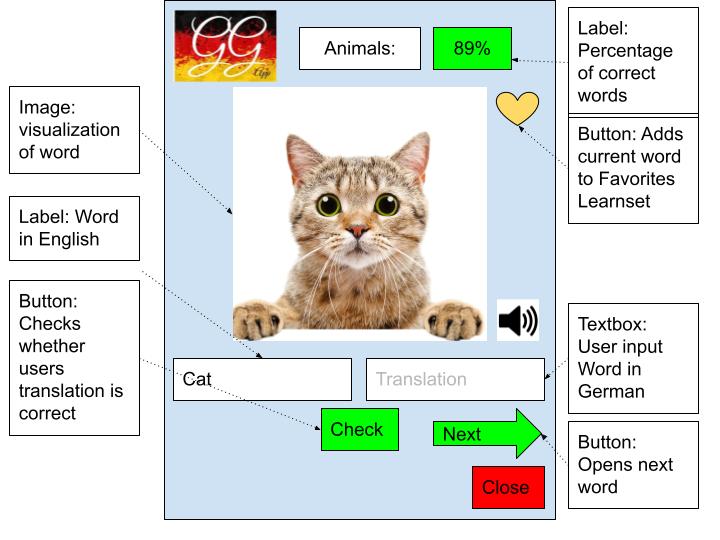 GG
App
Animals:
89%
Label:
Percentage
of correct
words
Image:
visualization
of word
Button: Adds
current word
to Favorites
Learnset
Label: Word
in English
Button:
Checks
whether
users
translation is
correct
Textbox:
User input
Word in
German
Cat
Translation
Check
Next
Button:
Opens next
word
Close